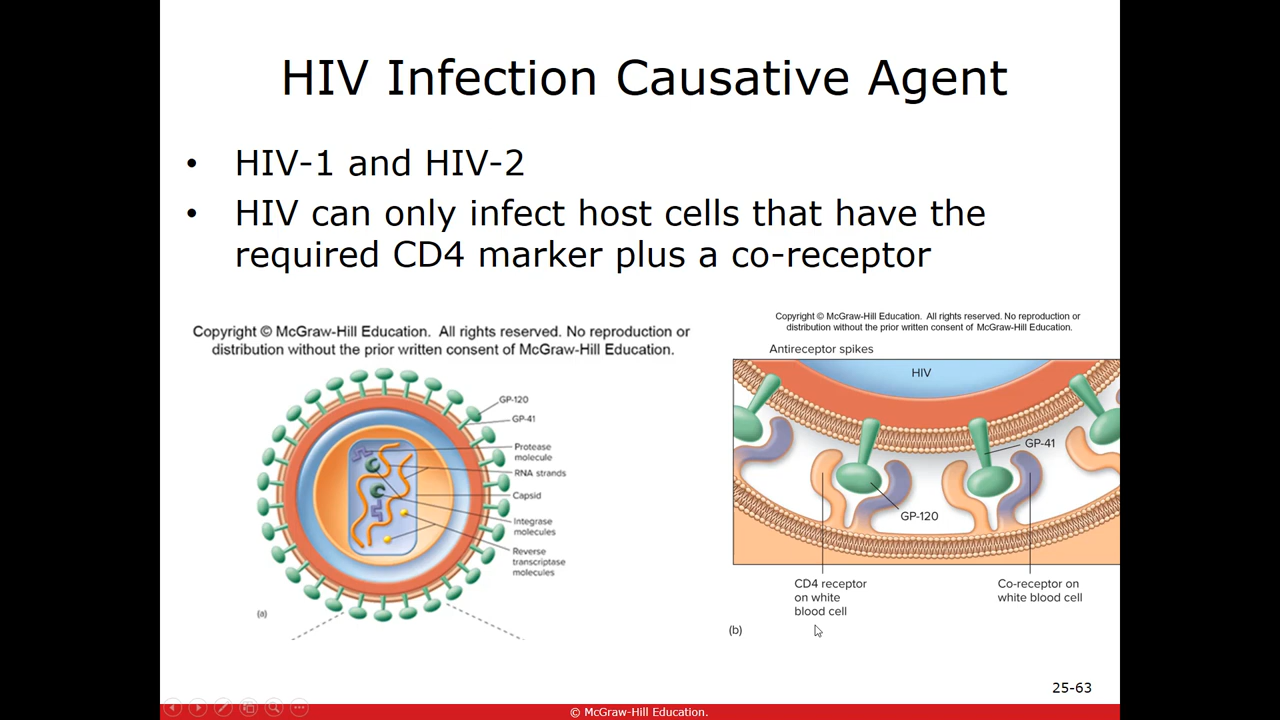 HIV Infection Causative Agent
• HIV-1 and HIV-2
• HIV can only infect host cells that have the
required CD4 marker plus a co-receptor
Copyright © McGraw-Hill Education. All rights reserved. No reproduction or
distribution without the prior written consent of McGraw-Hill Education.
GP-120
GP-41
Protease
molecule
RNA strands
Capsid
Integrase
molecules
Reverse
transcriptase
molecules
(a)
Copyright © McGraw-Hill Education. All rights reserved. No reproduction or
distribution without the prior written consent of McGraw-Hill Education.
Antireceptor spikes
HIV
GP-41
GP-120
CD4 receptor
on white
blood cell
Co-receptor on
white blood cell
(b)
25-63
© McGraw-Hill Education.